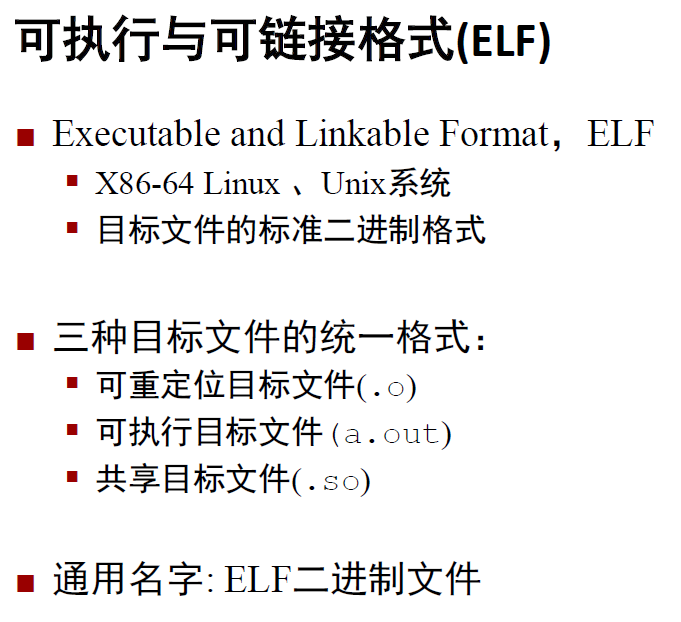 可执行与可链接格式(ELF)
Executable and Linkable Format，ELF
X86-64 Linux 、Unix系统
目标文件的标准二进制格式
三种目标文件的统一格式：
可重定位目标文件(.o)
可执行目标文件(a.out)
共享目标文件(.so)
通用名字: ELF二进制文件